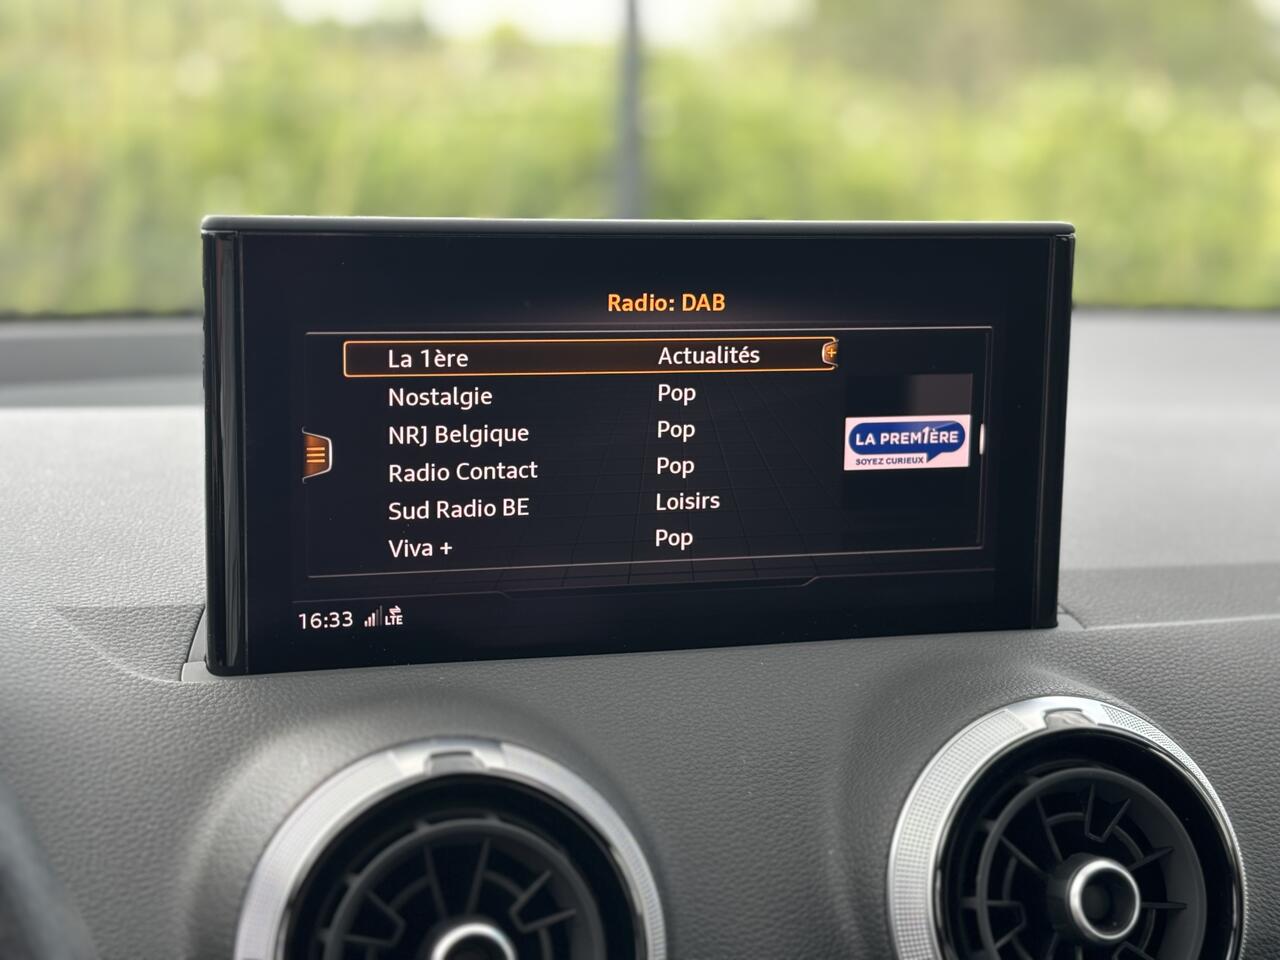 Radio: DAB
La 1ère Actualités +
Nostalgie Pop
NRJ Belgique Pop
Radio Contact Pop
Sud Radio BE Loisirs
Viva + Pop
LA PREM1ÈRE
SOYEZ CURIEUX
16:33 LTE